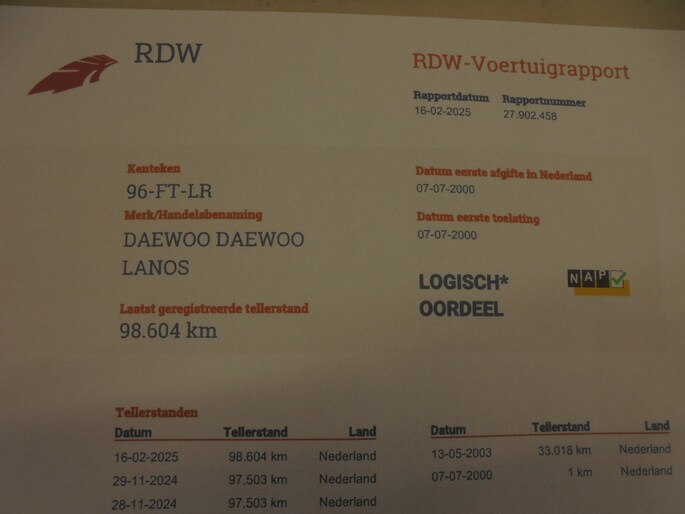 RDW
RDW-Voertuigrapport
Rapportdatum Rapportnummer
16-02-2025 27.902.458
Kenteken
96-FT-LR
Merk/Handelsbenaming
DAEWOO DAEWOO
LANOS
Laatst geregistreerde tellerstand
98.604 km
Datum eerste afgifte in Nederland
07-07-2000
Datum eerste toelating
07-07-2000
LOGISCH*
OORDEEL
NAP
Tellerstanden
Datum Tellerstand Land
16-02-2025 98.604 km Nederland
29-11-2024 97.503 km Nederland
28-11-2024 97.503 km Nederland
Datum Tellerstand Land
13-05-2003 33.018 km Nederland
07-07-2000 1 km Nederland